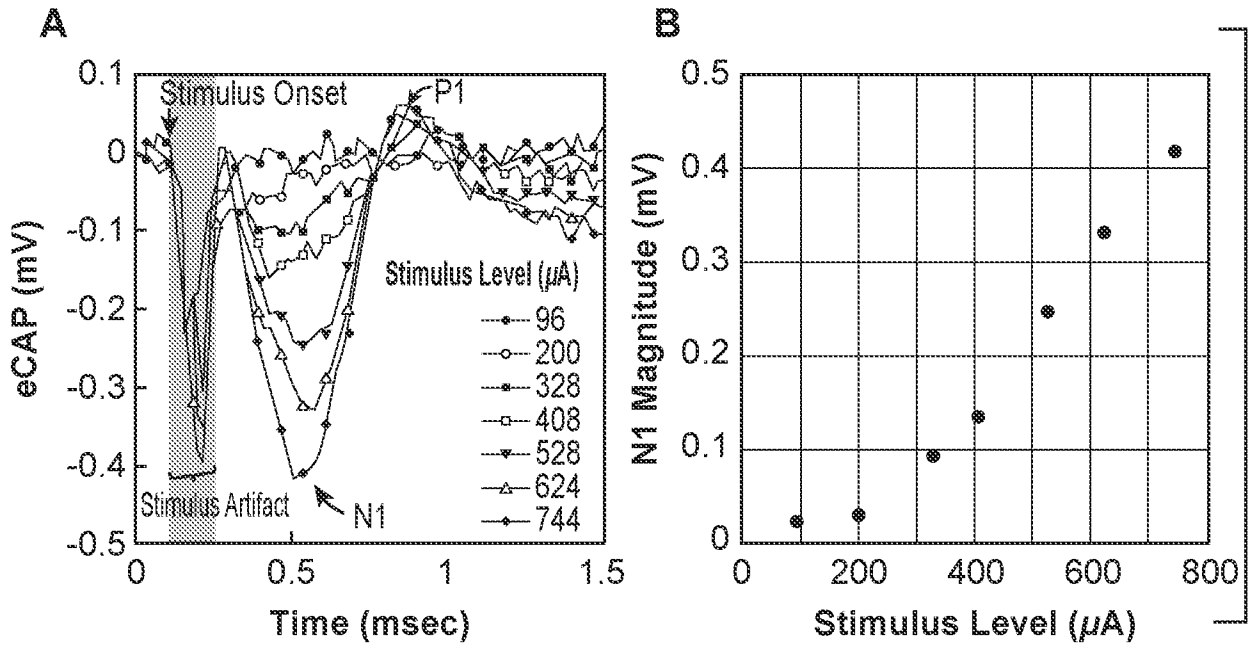 A
0.1
0
-0.1
-0.2
-0.3
-0.4
-0.5
eCAP (mV)
Stimulus Onset
P1
Stimulus Level (µA)
96
200
328
408
528
624
744
Stimulus Artifact
N1
0
0.5
1.0
1.5
Time (msec)
B
0.5
0.4
0.3
0.2
0.1
0
N1 Magnitude (mV)
0
200
400
600
800
Stimulus Level (µA)